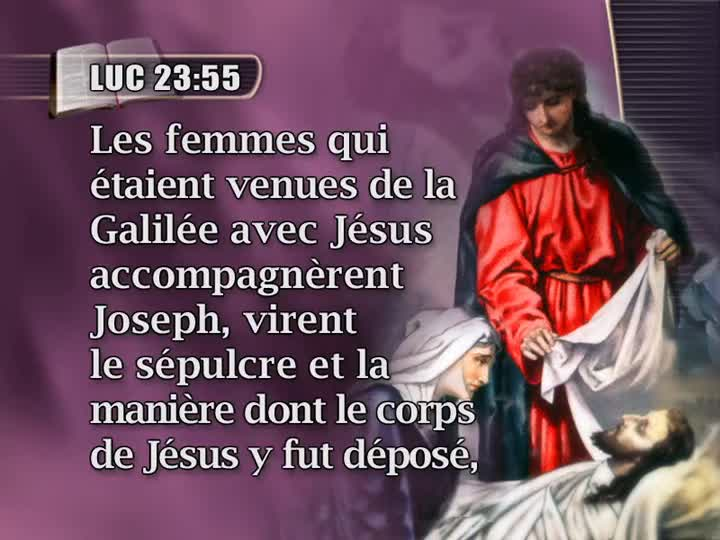 LUC 23:55
Les femmes qui
étaient venues de la
Galilée avec Jésus
accompagnèrent
Joseph, virent
le sépulcre et la
manière dont le corps
de Jésus y fut déposé,